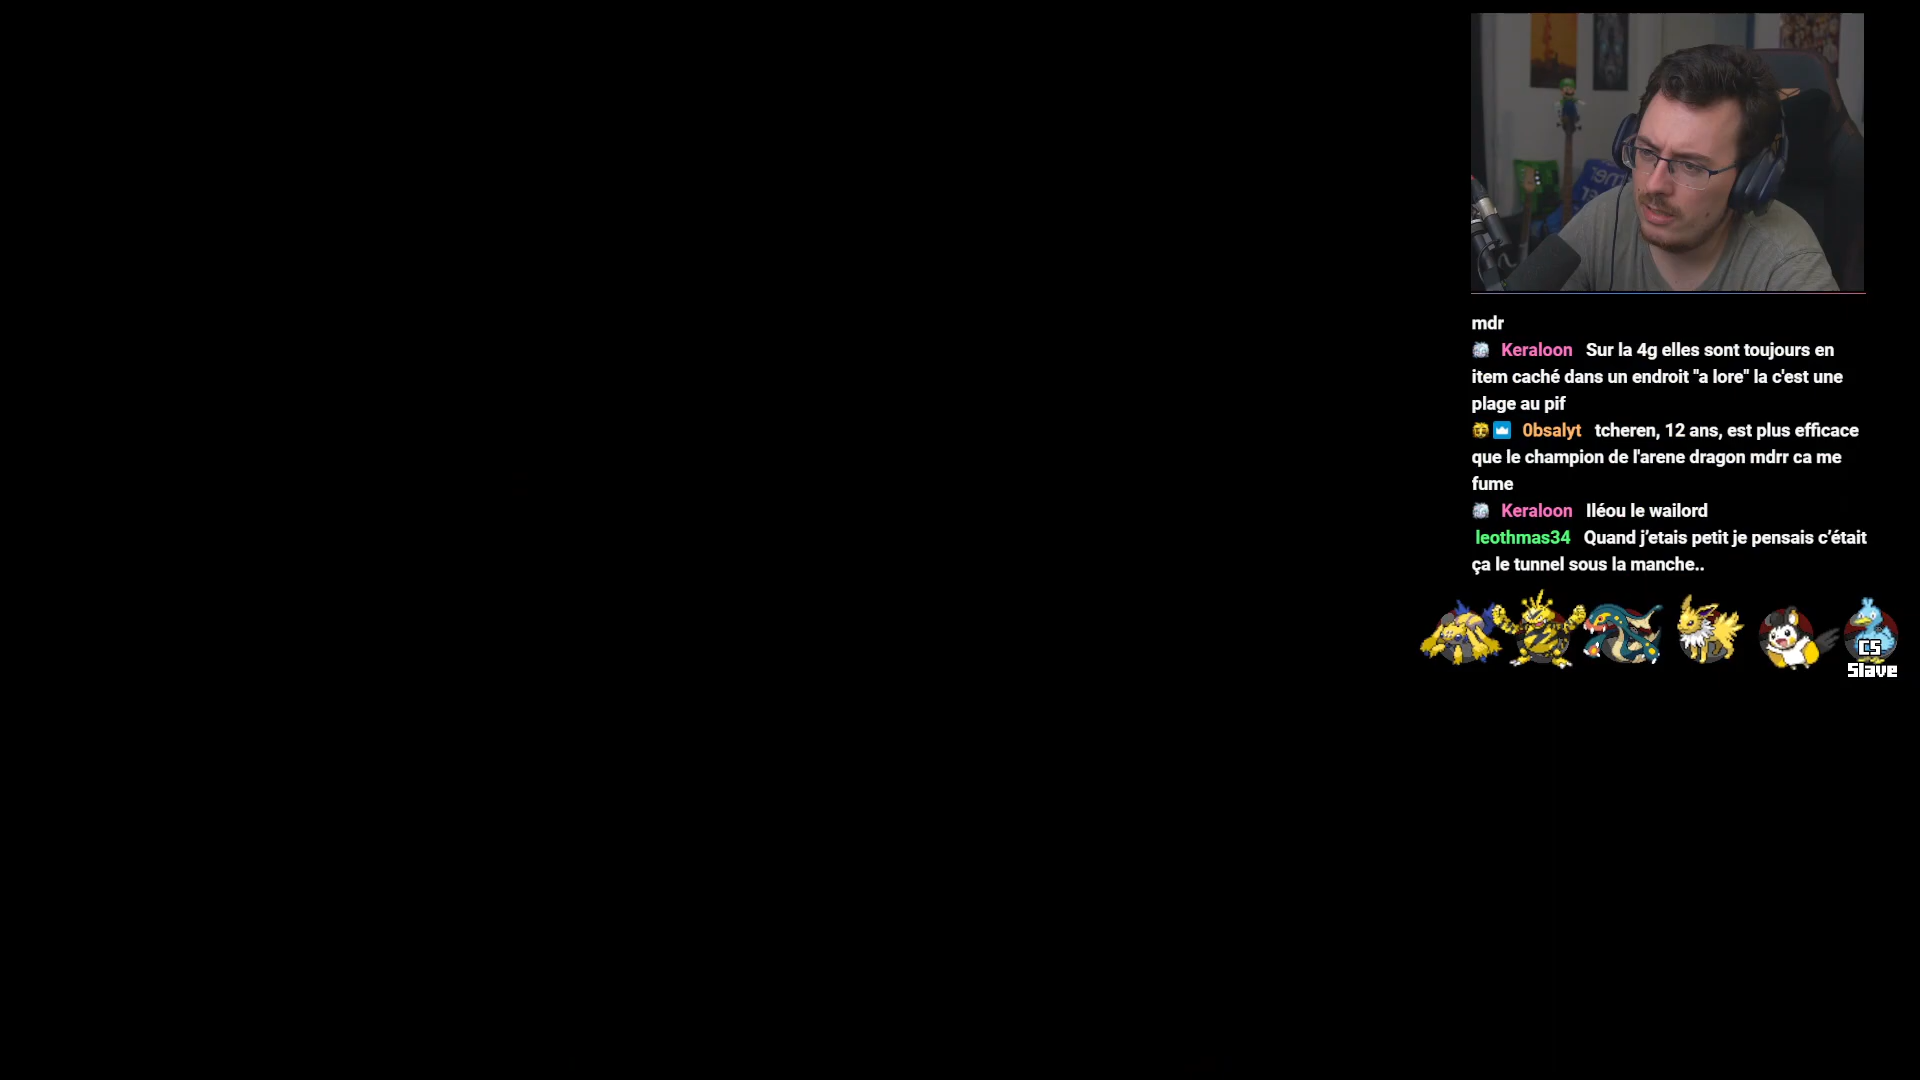 mdr
Keraloon Sur la 4g elles sont toujours en
item caché dans un endroit "a lore" la c'est une
plage au pif
0bsalyt tcheren, 12 ans, est plus efficace
que le champion de l'arene dragon mdrr ca me
fume
Keraloon Iléou le wailord
leothmas34 Quand j’etais petit je pensais c’était
ça le tunnel sous la manche..
CS
Slave